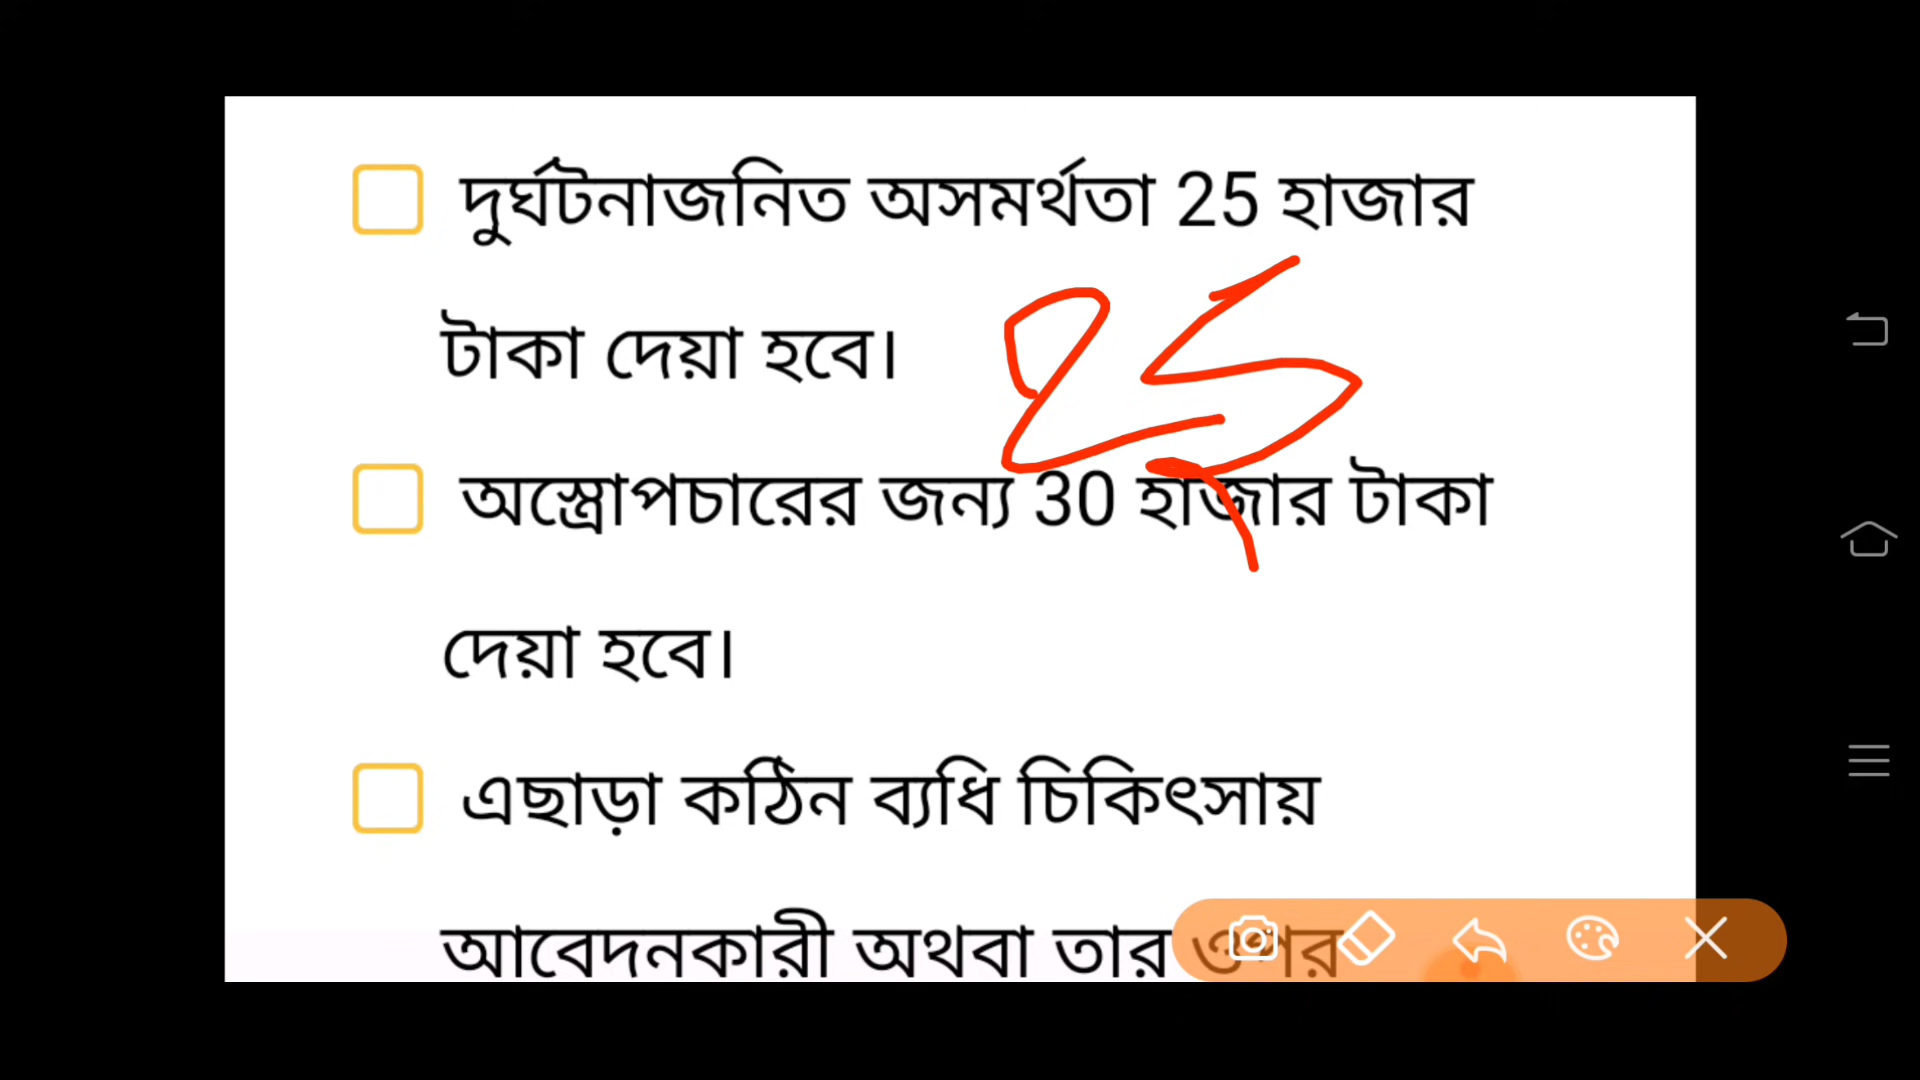 দুর্ঘটনাজনিত অসমর্থতা 25 হাজার
টাকা দেয়া হবে।
25
অস্ত্রোপচারের জন্য 30 হাজার টাকা
দেয়া হবে।
এছাড়া কঠিন ব্যধি চিকিৎসায়
আবেদনকারী অথবা তার ওপর